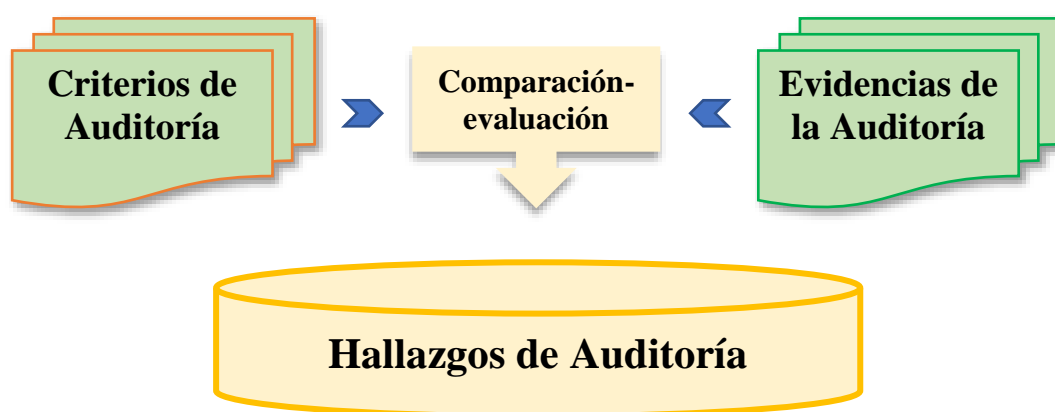 Criterios de
Auditoría
Comparación-
evaluación
Evidencias de
la Auditoría
Hallazgos de Auditoría